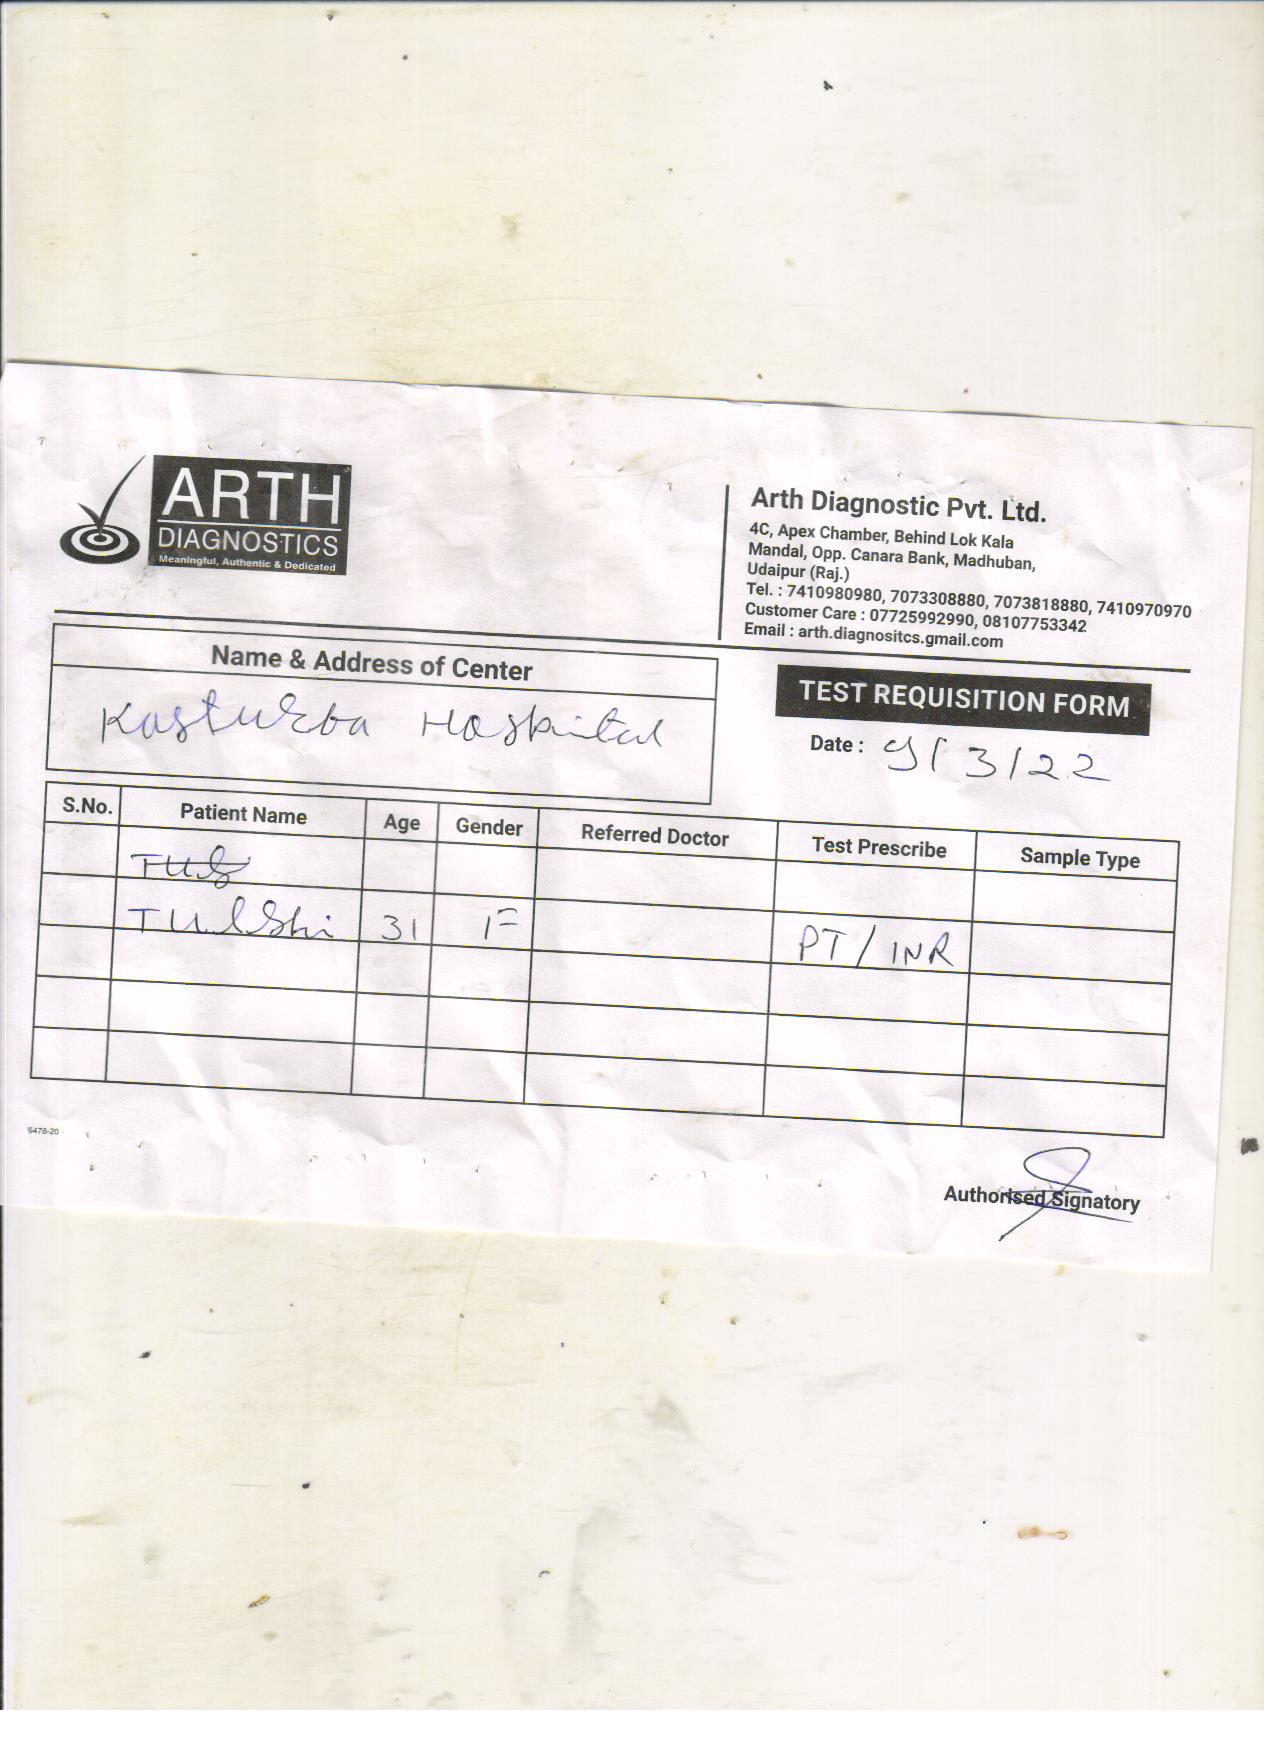 ARTH
DIAGNOSTICS
Meaningful, Authentic & Dedicated
Arth Diagnostic Pvt. Ltd.
4C, Apex Chamber, Behind Lok Kala
Mandal, Opp. Canara Bank, Madhuban,
Udaipur (Raj.)
Tel. : 7410980980, 7073308880, 7073818880, 7410970970
Customer Care : 07725992990, 08107753342
Email : arth.diagnositcs.gmail.com
Name & Address of Center
Kasturba Hospital
TEST REQUISITION FORM
Date : 9/3/22
S.No. Patient Name Age Gender Referred Doctor Test Prescribe Sample Type
Tulshi 31 F PT/INR
5478-20
Authorised Signatory